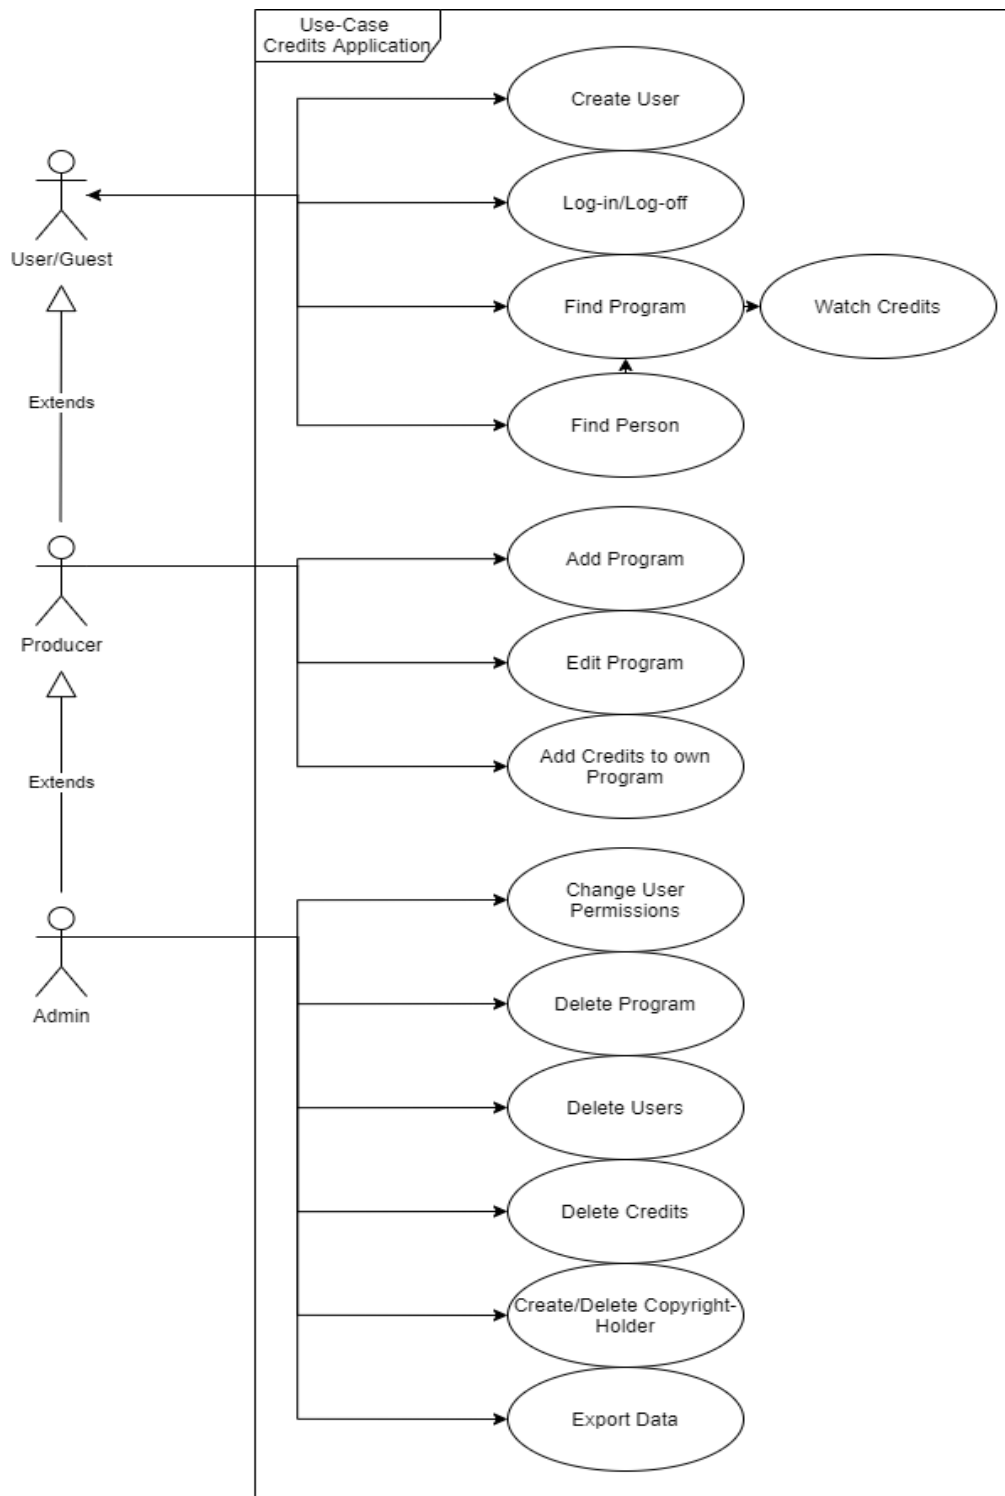 Use-Case
Credits Application
Create User
Log-in/Log-off
User/Guest
Find Program
Watch Credits
Extends
Find Person
Add Program
Producer
Edit Program
Add Credits to own
Program
Extends
Change User
Permissions
Admin
Delete Program
Delete Users
Delete Credits
Create/Delete Copyright-
Holder
Export Data